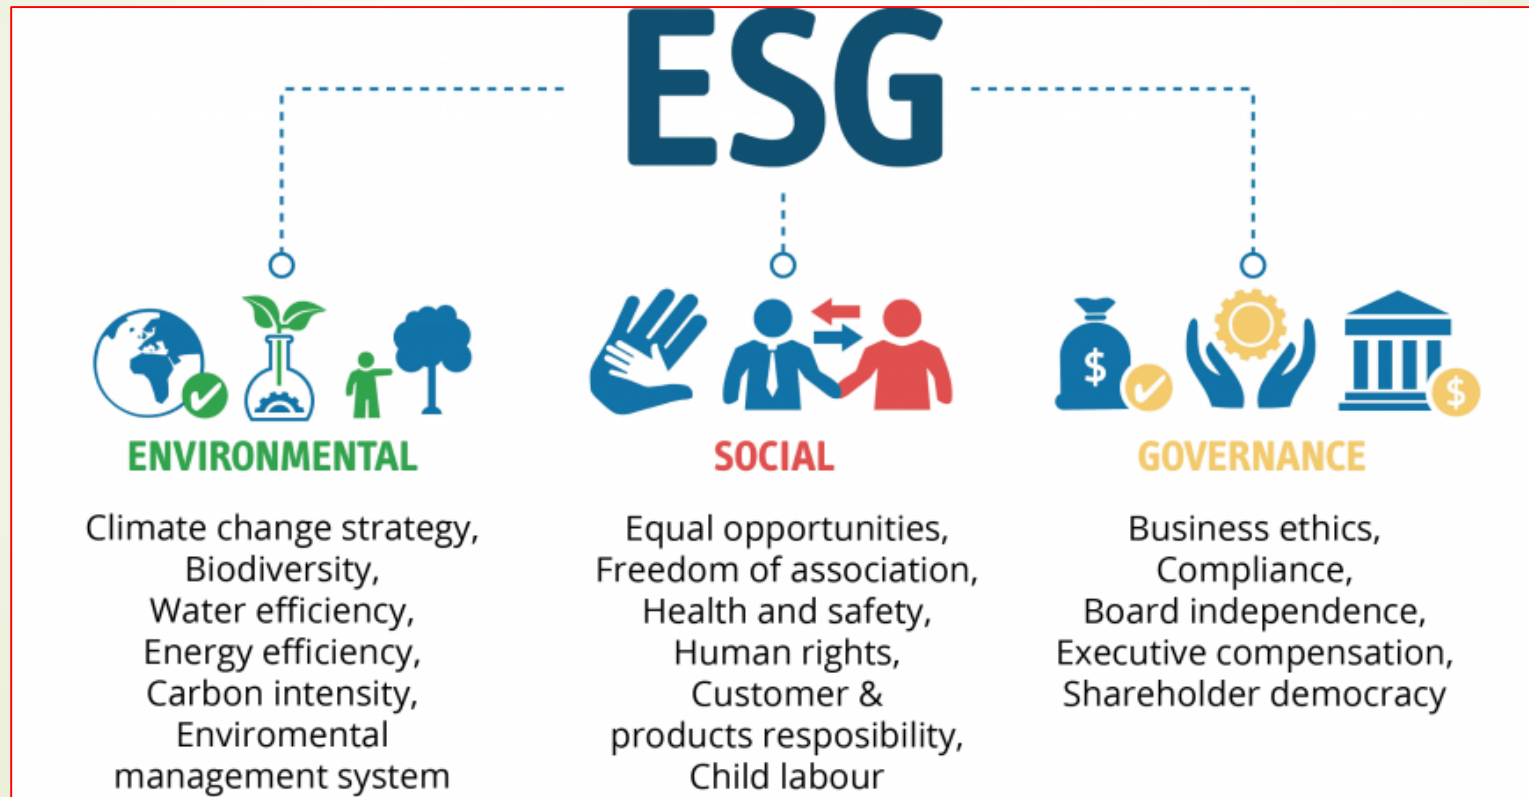 ESG
ENVIRONMENTAL
Climate change strategy,
Biodiversity,
Water efficiency,
Energy efficiency,
Carbon intensity,
Enviromental
management system
SOCIAL
Equal opportunities,
Freedom of association,
Health and safety,
Human rights,
Customer &
products resposibility,
Child labour
$
$
GOVERNANCE
Business ethics,
Compliance,
Board independence,
Executive compensation,
Shareholder democracy